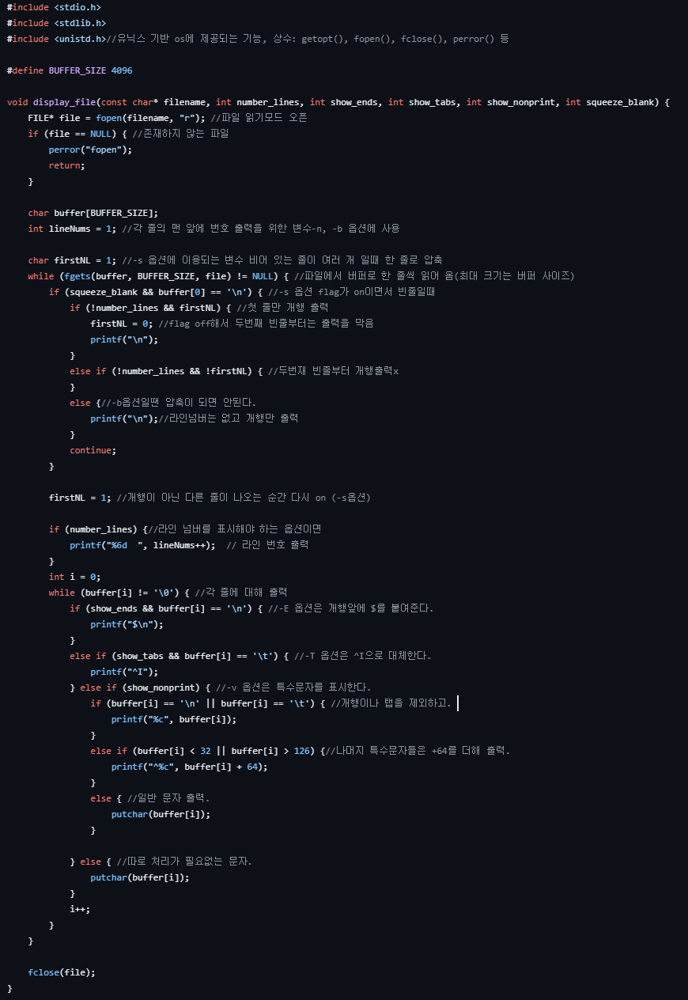 #include <stdio.h>
#include <stdlib.h>
#include <unistd.h>//유닉스 기반 os에 제공되는 기능, 상수: getopt(), fopen(), fclose(), perror() 등
#define BUFFER_SIZE 4096
void display_file(const char* filename, int number_lines, int show_ends, int show_tabs, int show_nonprint, int squeeze_blank) {
    FILE* file = fopen(filename, "r"); //파일 읽기모드 오픈
    if (file == NULL) { //존재하지 않는 파일
        perror("fopen");
        return;
    }
    char buffer[BUFFER_SIZE];
    int lineNums = 1; //각 줄의 맨 앞에 번호 출력을 위한 변수-n, -b 옵션에 사용
    char firstNL = 1; //-s 옵션에 이용되는 변수 비어 있는 줄이 여러 개 일때 한 줄로 압축
    while (fgets(buffer, BUFFER_SIZE, file) != NULL) { //파일에서 버퍼로 한 줄씩 읽어 옴(최대 크기는 버퍼 사이즈)
        if (squeeze_blank && buffer[0] == '\n') { //-s 옵션 flag가 on이면서 빈줄일때
            if (!number_lines && firstNL) { //첫 줄만 개행 출력
                firstNL = 0; //flag off해서 두번째 빈줄부터는 출력을 막음
                printf("\n");
            }
            else if (!number_lines && !firstNL) { //두번재 빈줄부터 개행출력x
            }
            else {//-b옵션일땐 압축이 되면 안된다.
                printf("\n");//라인넘버는 없고 개행만 출력
            }
            continue;
        }
        firstNL = 1; //개행이 아닌 다른 줄이 나오는 순간 다시 on (-s옵션)
        if (number_lines) {//라인 넘버를 표시해야 하는 옵션이면
            printf("%6d  ", lineNums++);  // 라인 번호 출력
        }
        int i = 0;
        while (buffer[i] != '\0') { //각 줄에 대해 출력
            if (show_ends && buffer[i] == '\n') { //-E 옵션은 개행앞에 $를 붙여준다.
                printf("$\n");
            }
            else if (show_tabs && buffer[i] == '\t') { //-T 옵션은 ^I으로 대체한다.
                printf("^I");
            } else if (show_nonprint) { //-v 옵션은 특수문자를 표시한다.
                if (buffer[i] == '\n' || buffer[i] == '\t') { //개행이나 탭을 제외하고.
                    printf("%c", buffer[i]);
                }
                else if (buffer[i] < 32 || buffer[i] > 126) {//나머지 특수문자들은 +64를 더해 출력.
                    printf("^%c", buffer[i] + 64);
                }
                else { //일반 문자 출력.
                    putchar(buffer[i]);
                }
            } else { //따로 처리가 필요없는 문자.
                putchar(buffer[i]);
            }
            i++;
        }
    }
    fclose(file);
}